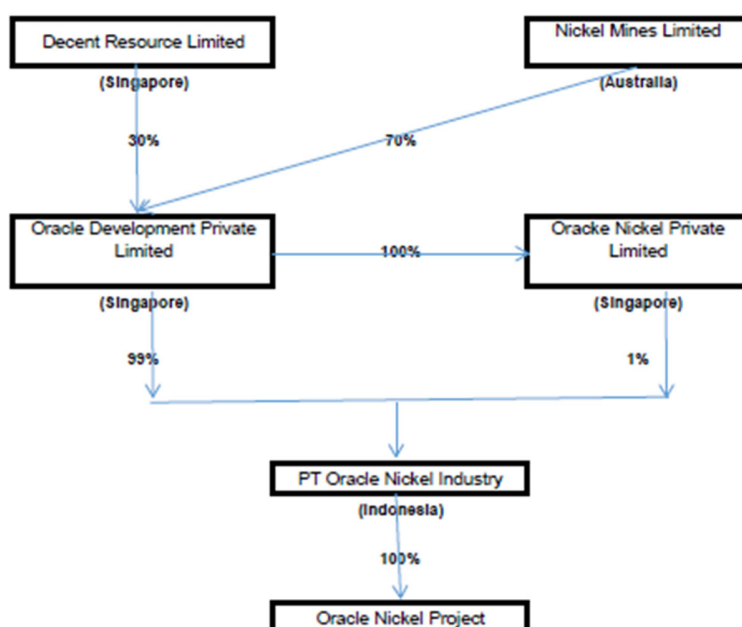 Decent Resource Limited
Nickel Mines Limited
(Singapore)
(Australia)
30%
70%
Oracle Development Private
Limited
Oracke Nickel Private
Limited
100%
(Singapore)
(Singapore)
99%
1%
PT Oracle Nickel Industry
(Indonesia)
100%
Oracle Nickel Project